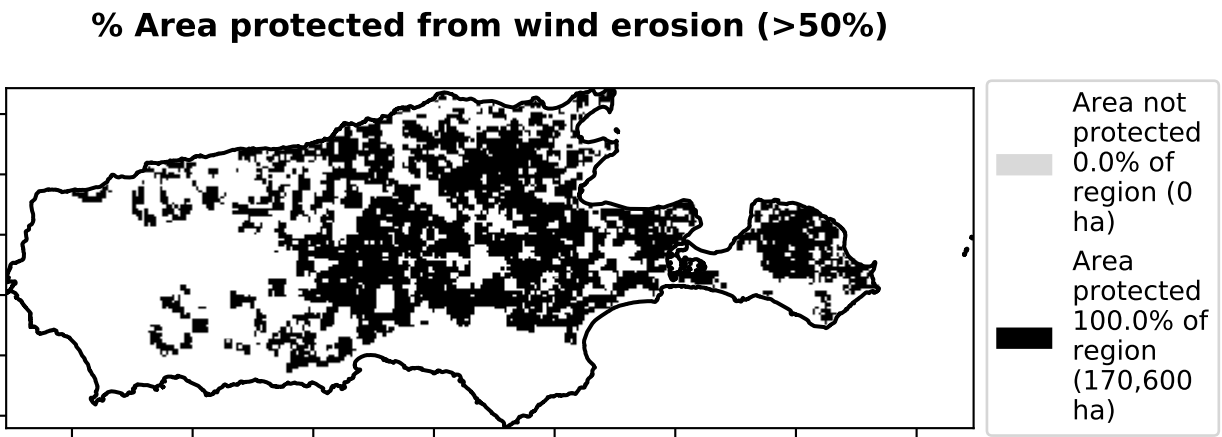 % Area protected from wind erosion (>50%)
Area not
protected
0.0% of
region (0
ha)
Area
protected
100.0% of
region
(170,600
ha)